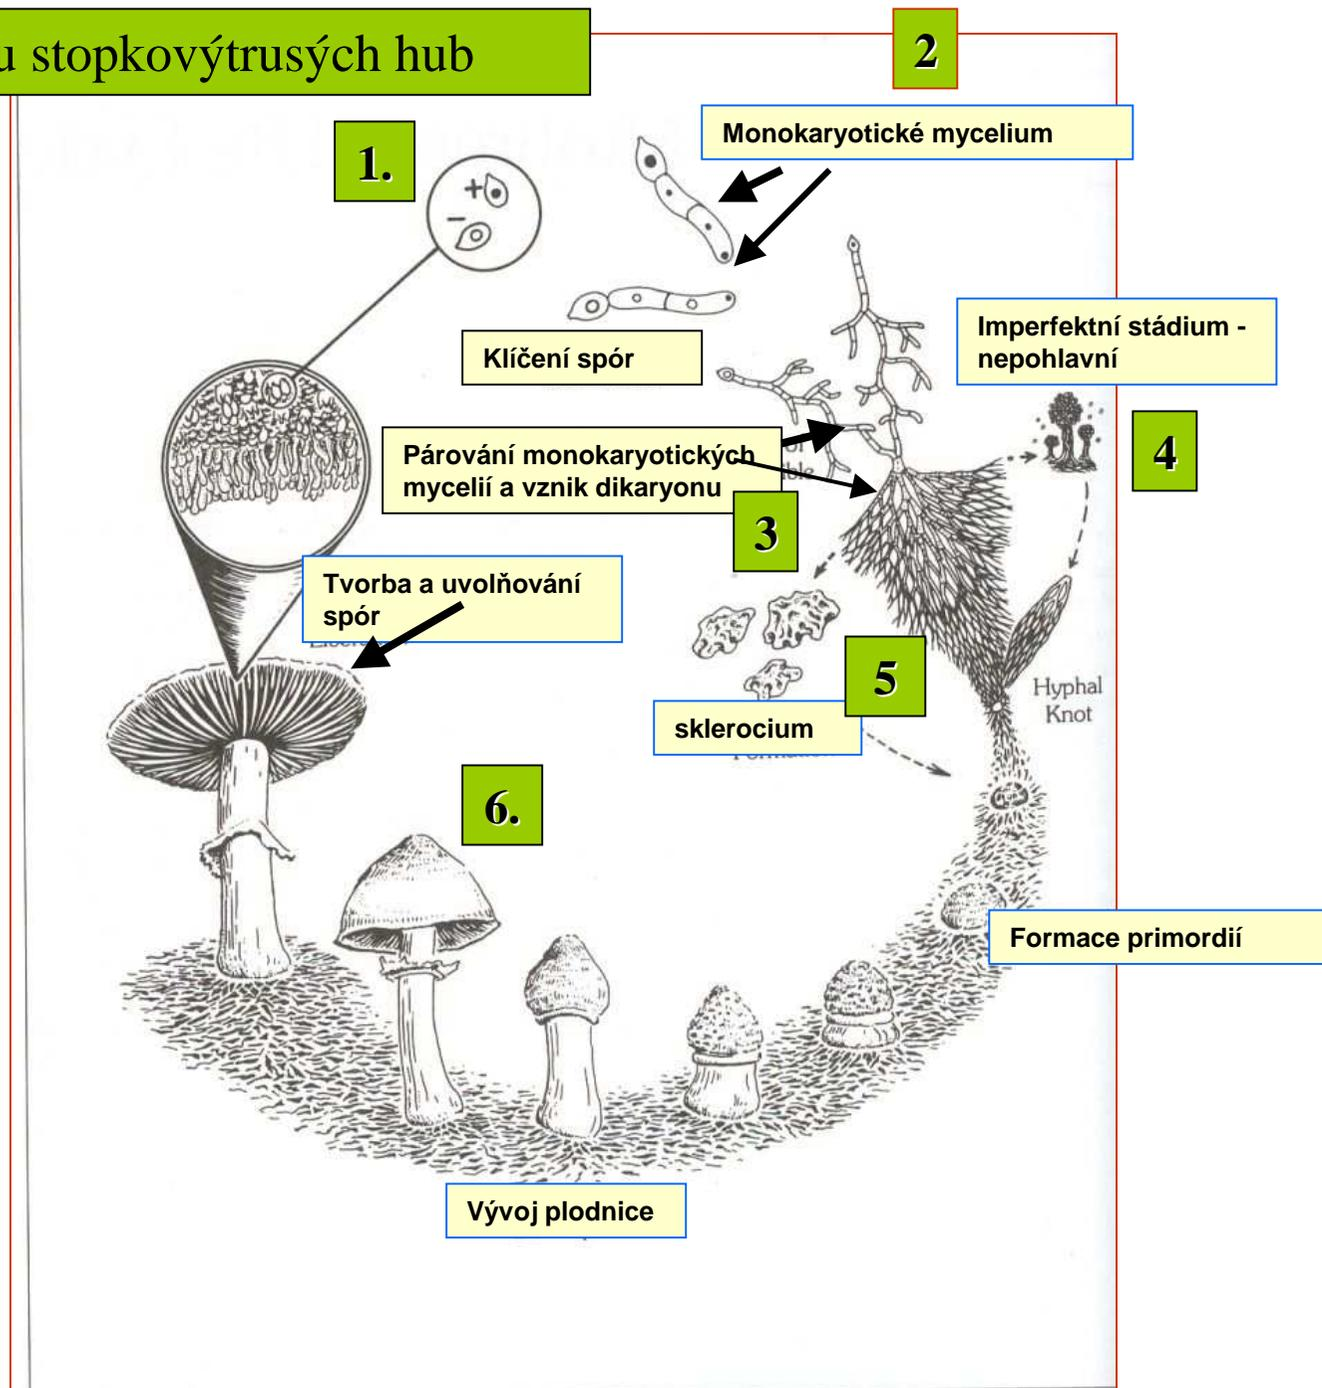 u stopkovýtrusých hub
2
1.
Monokaryotické mycelium
Klíčení spór
Imperfektní stádium -
nepohlavní
4
Párování monokaryotických
mycelií a vznik dikaryonu
3
Tvorba a uvolňování
spór
5
Hyphal
Knot
sklerocium
6.
Formace primordií
Vývoj plodnice